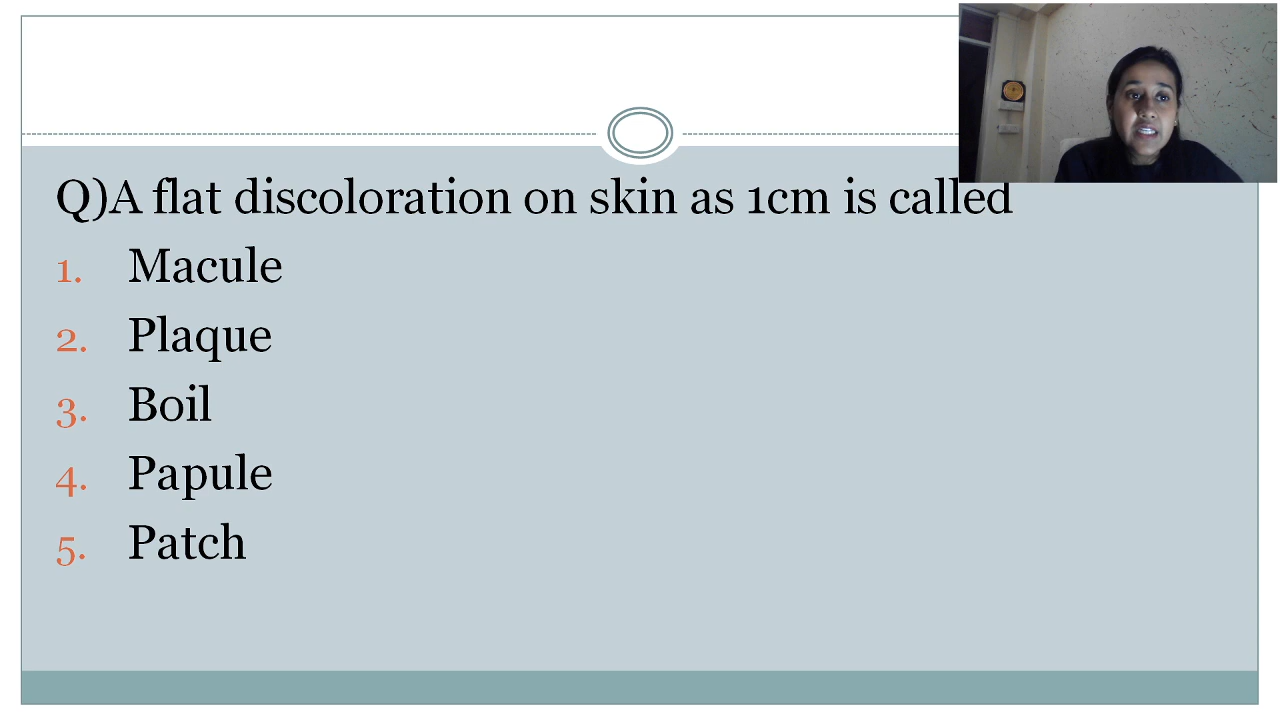 Q)A flat discoloration on skin as 1cm is called
1. Macule
2. Plaque
3. Boil
4. Papule
5. Patch